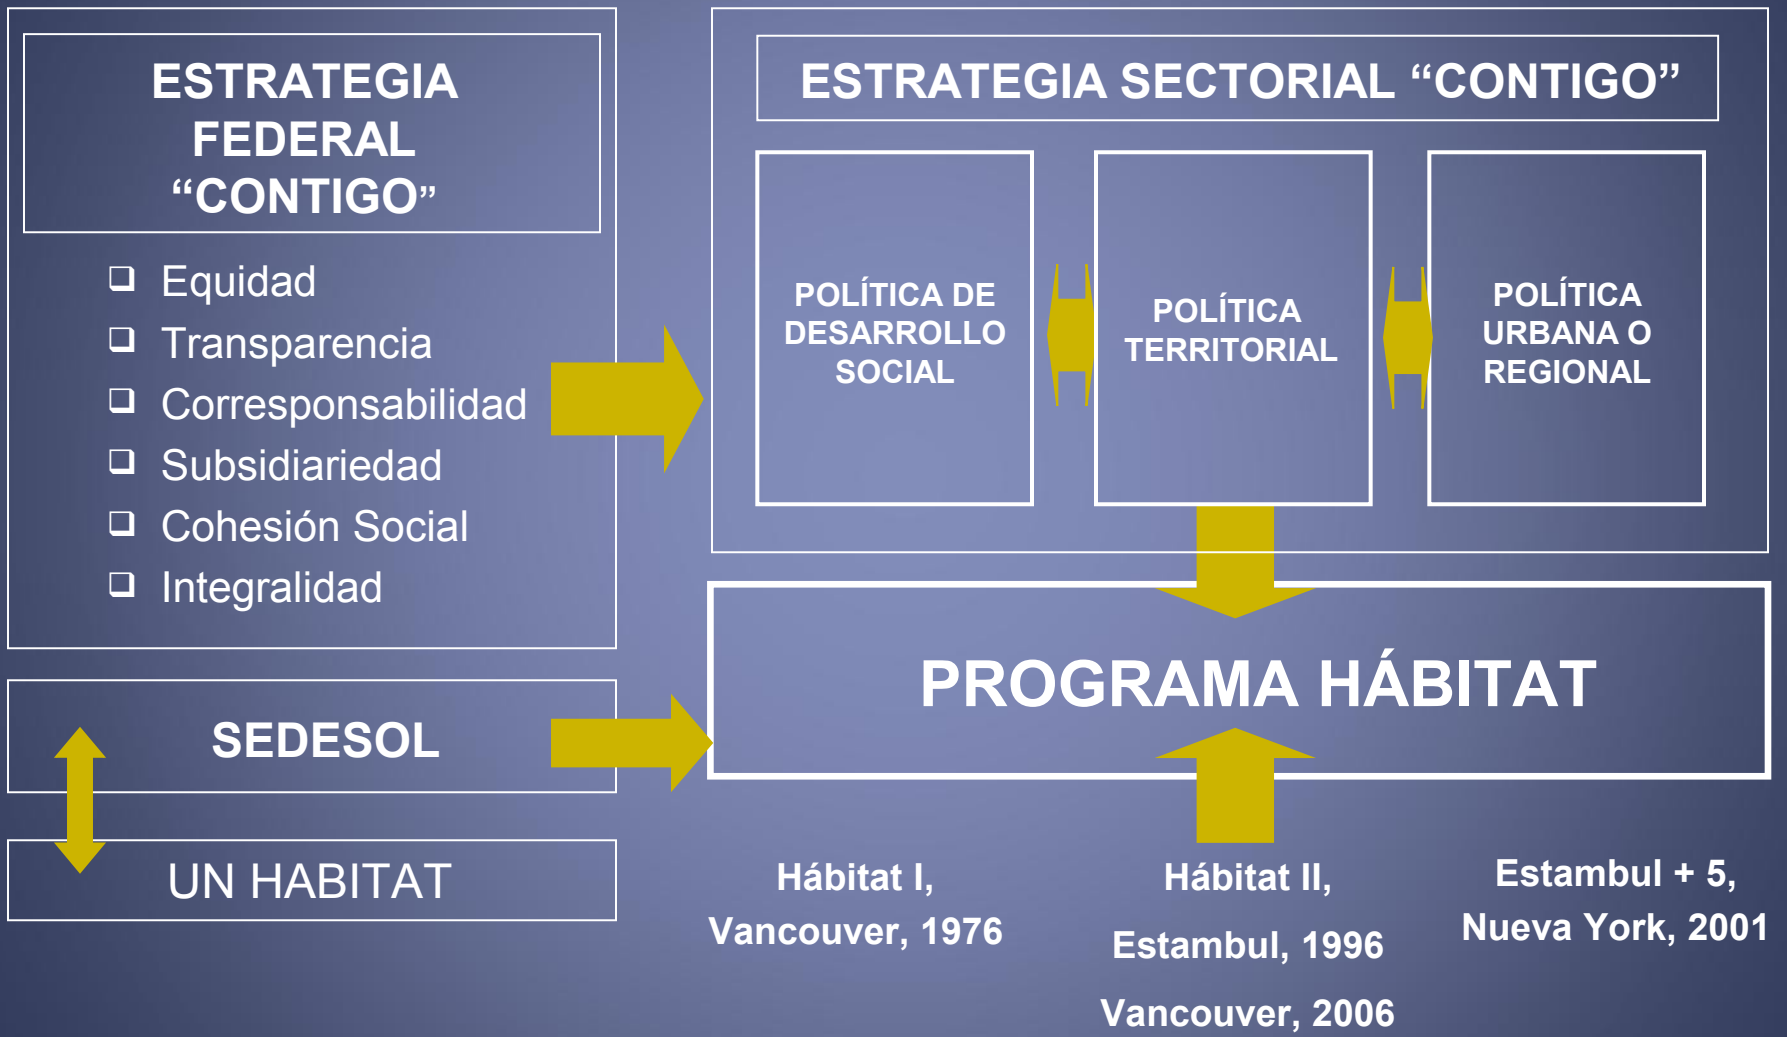 ESTRATEGIA
FEDERAL
“CONTIGO”
❑ Equidad
❑ Transparencia
❑ Corresponsabilidad
❑ Subsidiariedad
❑ Cohesión Social
❑ Integralidad
ESTRATEGIA SECTORIAL “CONTIGO”
POLÍTICA DE
DESARROLLO
SOCIAL
POLÍTICA
TERRITORIAL
POLÍTICA
URBANA O
REGIONAL
SEDESOL
PROGRAMA HÁBITAT
UN HABITAT
Hábitat I,
Vancouver, 1976
Hábitat II,
Estambul, 1996
Vancouver, 2006
Estambul + 5,
Nueva York, 2001